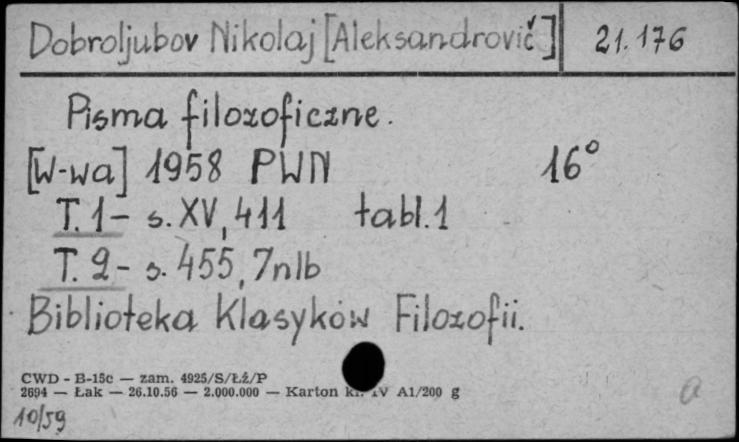 Dobroljubov Nikolaj [Aleksandrovič] 21.176
Pisma filozoficzne.
[W-wa] 1958 PWN 16°
T. 1 - s. XV, 411 tabl. 1
T. 2 - s. 455, 7nlb
Biblioteka Klasyków Filozofii.
CWD - B-15c — zam. 4925/S/Łź/P
2694 — Łak — 26.10.56 — 2.000.000 — Karton kl. IV A1/200 g
10/59
a